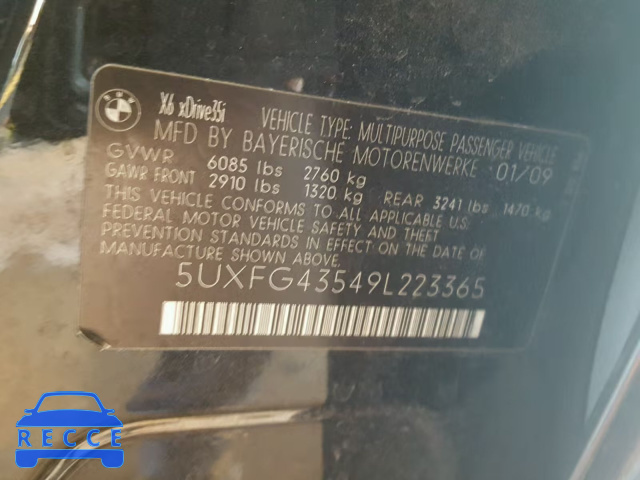 X6 xDrive35i
VEHICLE TYPE: MULTIPURPOSE PASSENGER VEHICLE
MFD BY BAYERISCHE MOTORENWERKE 01/09
GVWR 6085 lbs 2760 kg
GAWR FRONT 2910 lbs 1320 kg REAR 3241 lbs 1470 kg
THIS VEHICLE CONFORMS TO ALL APPLICABLE U.S.
FEDERAL MOTOR VEHICLE SAFETY AND THEFT
PREVENTION STANDARDS IN EFFECT ON THE DATE OF
MANUFACTURE SHOWN ABOVE.
5UXFG43549L223365
RECCE